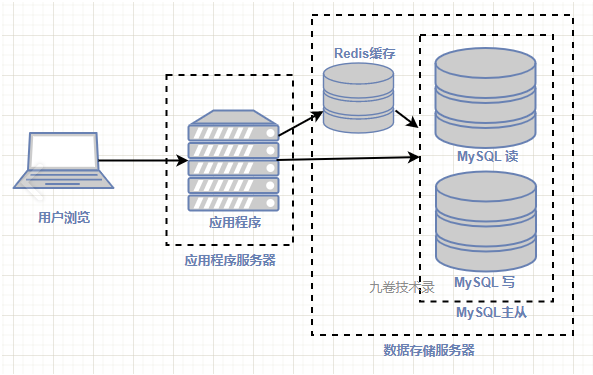 Redis缓存
MySQL 读
用户浏览
应用程序
应用程序服务器
九卷技术录
MySQL 写
MySQL主从
数据存储服务器